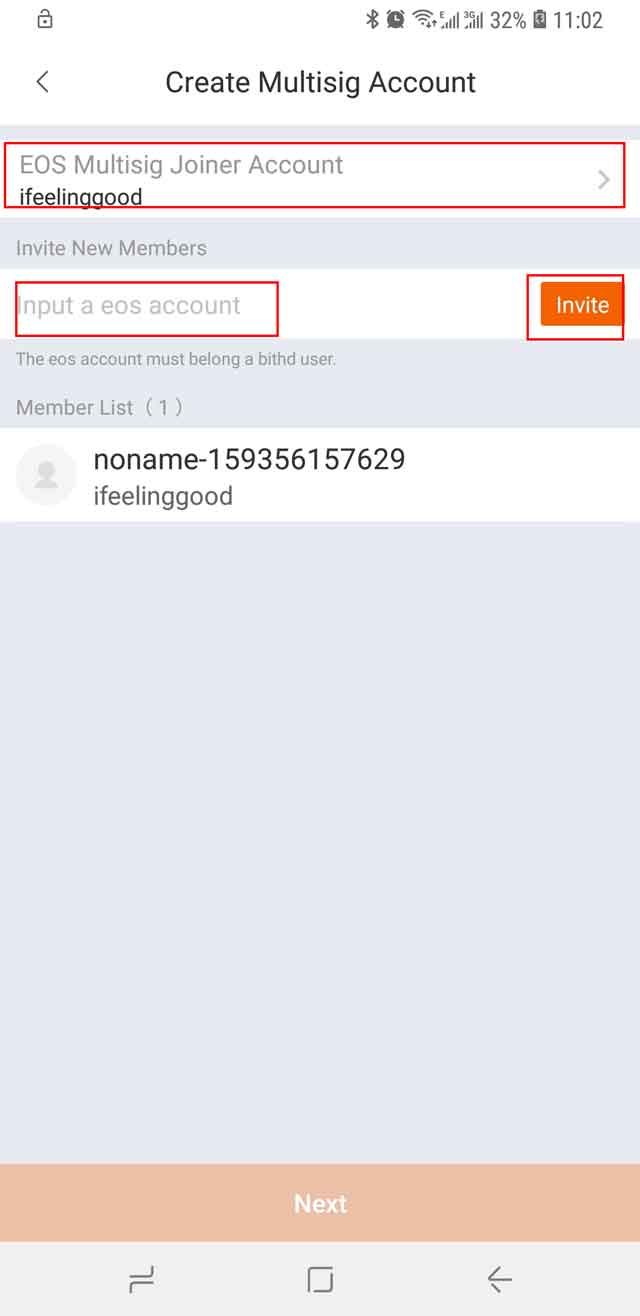 E 3G 32% 11:02
Create Multisig Account
EOS Multisig Joiner Account
ifeelinggood
Invite New Members
Input a eos account
Invite
The eos account must belong a bithd user.
Member List ( 1 )
noname-159356157629
ifeelinggood
Next